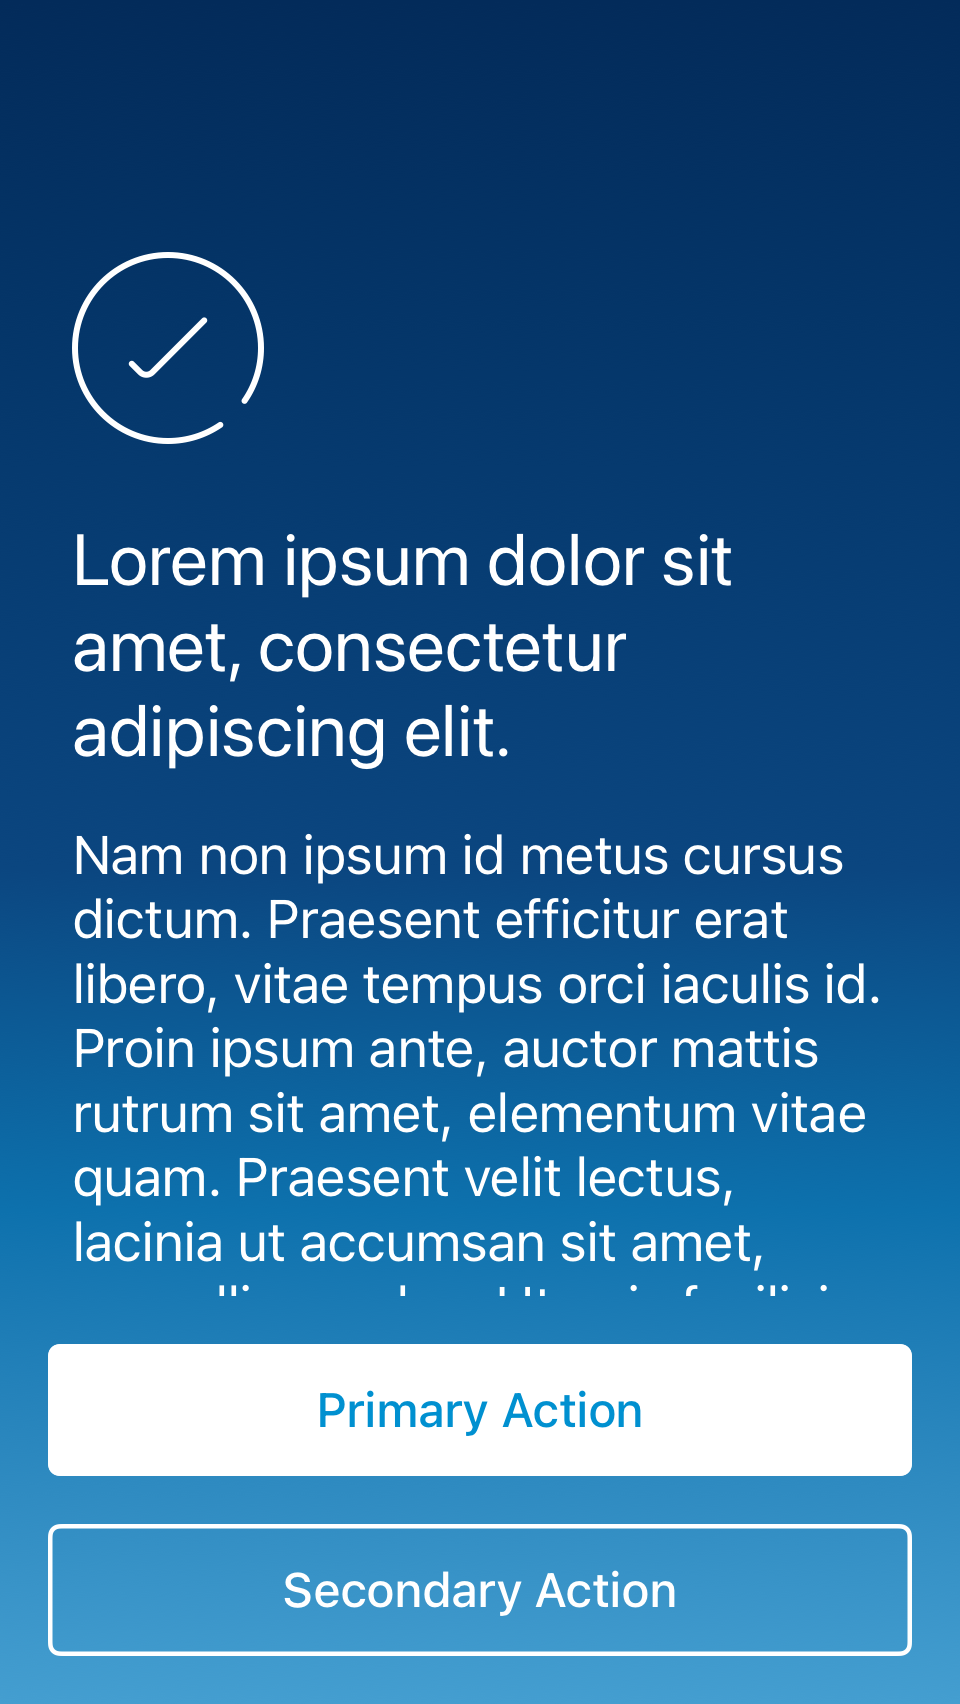 Lorem ipsum dolor sit
amet, consectetur
adipiscing elit.
Nam non ipsum id metus cursus
dictum. Praesent efficitur erat
libero, vitae tempus orci iaculis id.
Proin ipsum ante, auctor mattis
rutrum sit amet, elementum vitae
quam. Praesent velit lectus,
lacinia ut accumsan sit amet,
Primary Action
Secondary Action